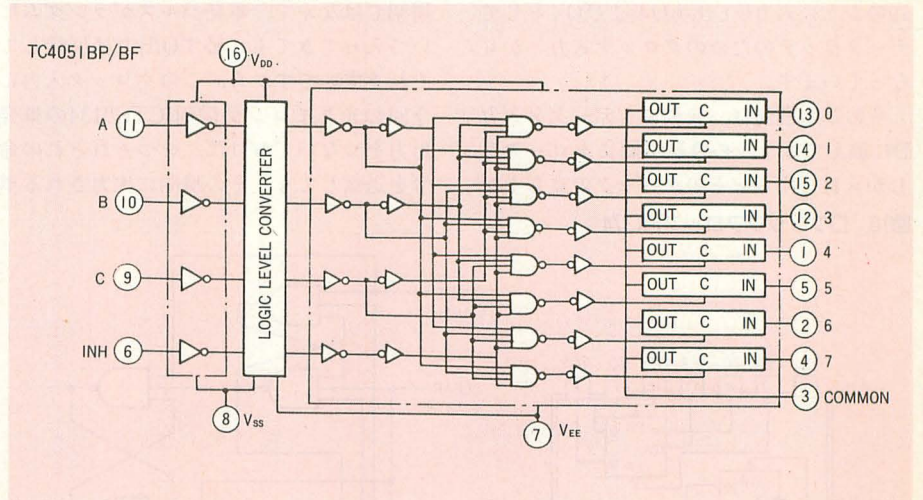 TC4051BP/BF
16 VDD
A 11
B 10
C 9
INH 6
LOGIC LEVEL CONVERTER
OUT C IN 13 0
OUT C IN 14 1
OUT C IN 15 2
OUT C IN 12 3
OUT C IN 1 4
OUT C IN 5 5
OUT C IN 2 6
OUT C IN 4 7
3 COMMON
8 VSS
7 VEE